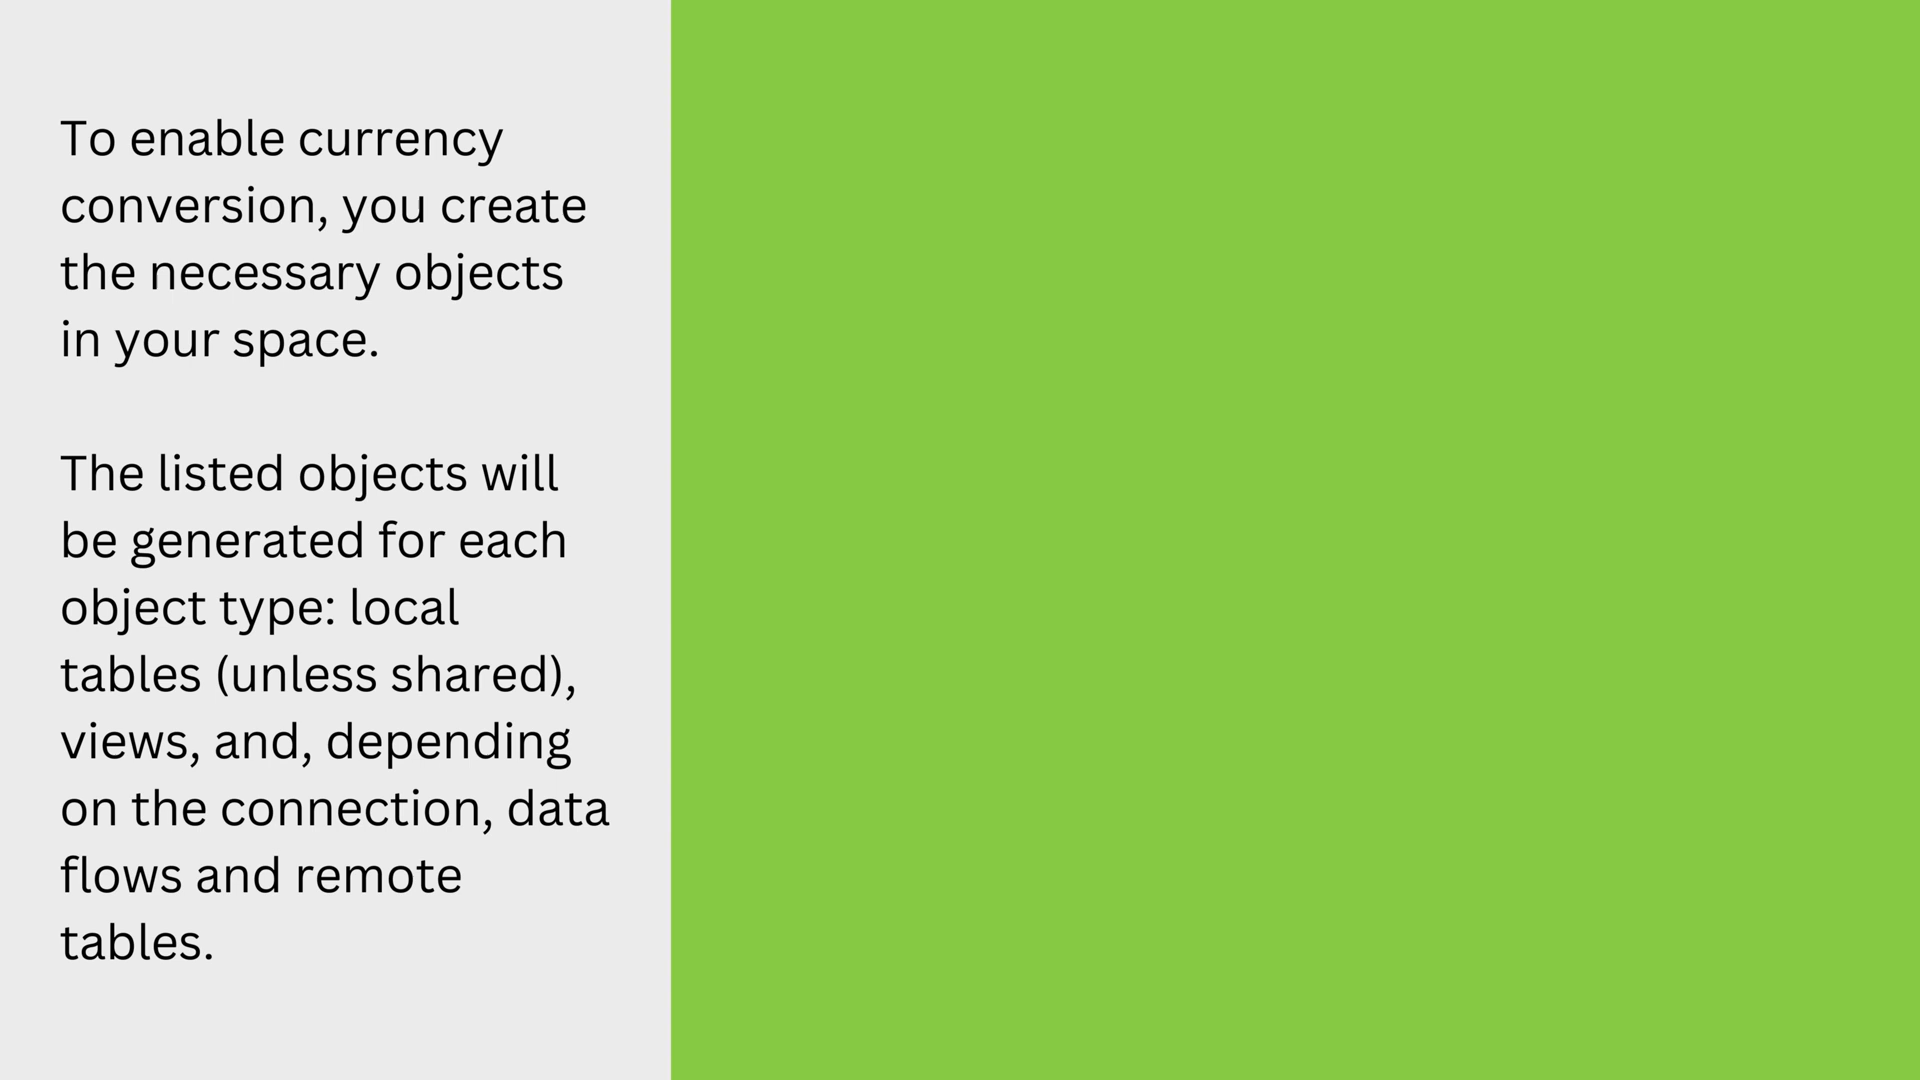 To enable currency
conversion, you create
the necessary objects
in your space.
The listed objects will
be generated for each
object type: local
tables (unless shared),
views, and, depending
on the connection, data
flows and remote
tables.